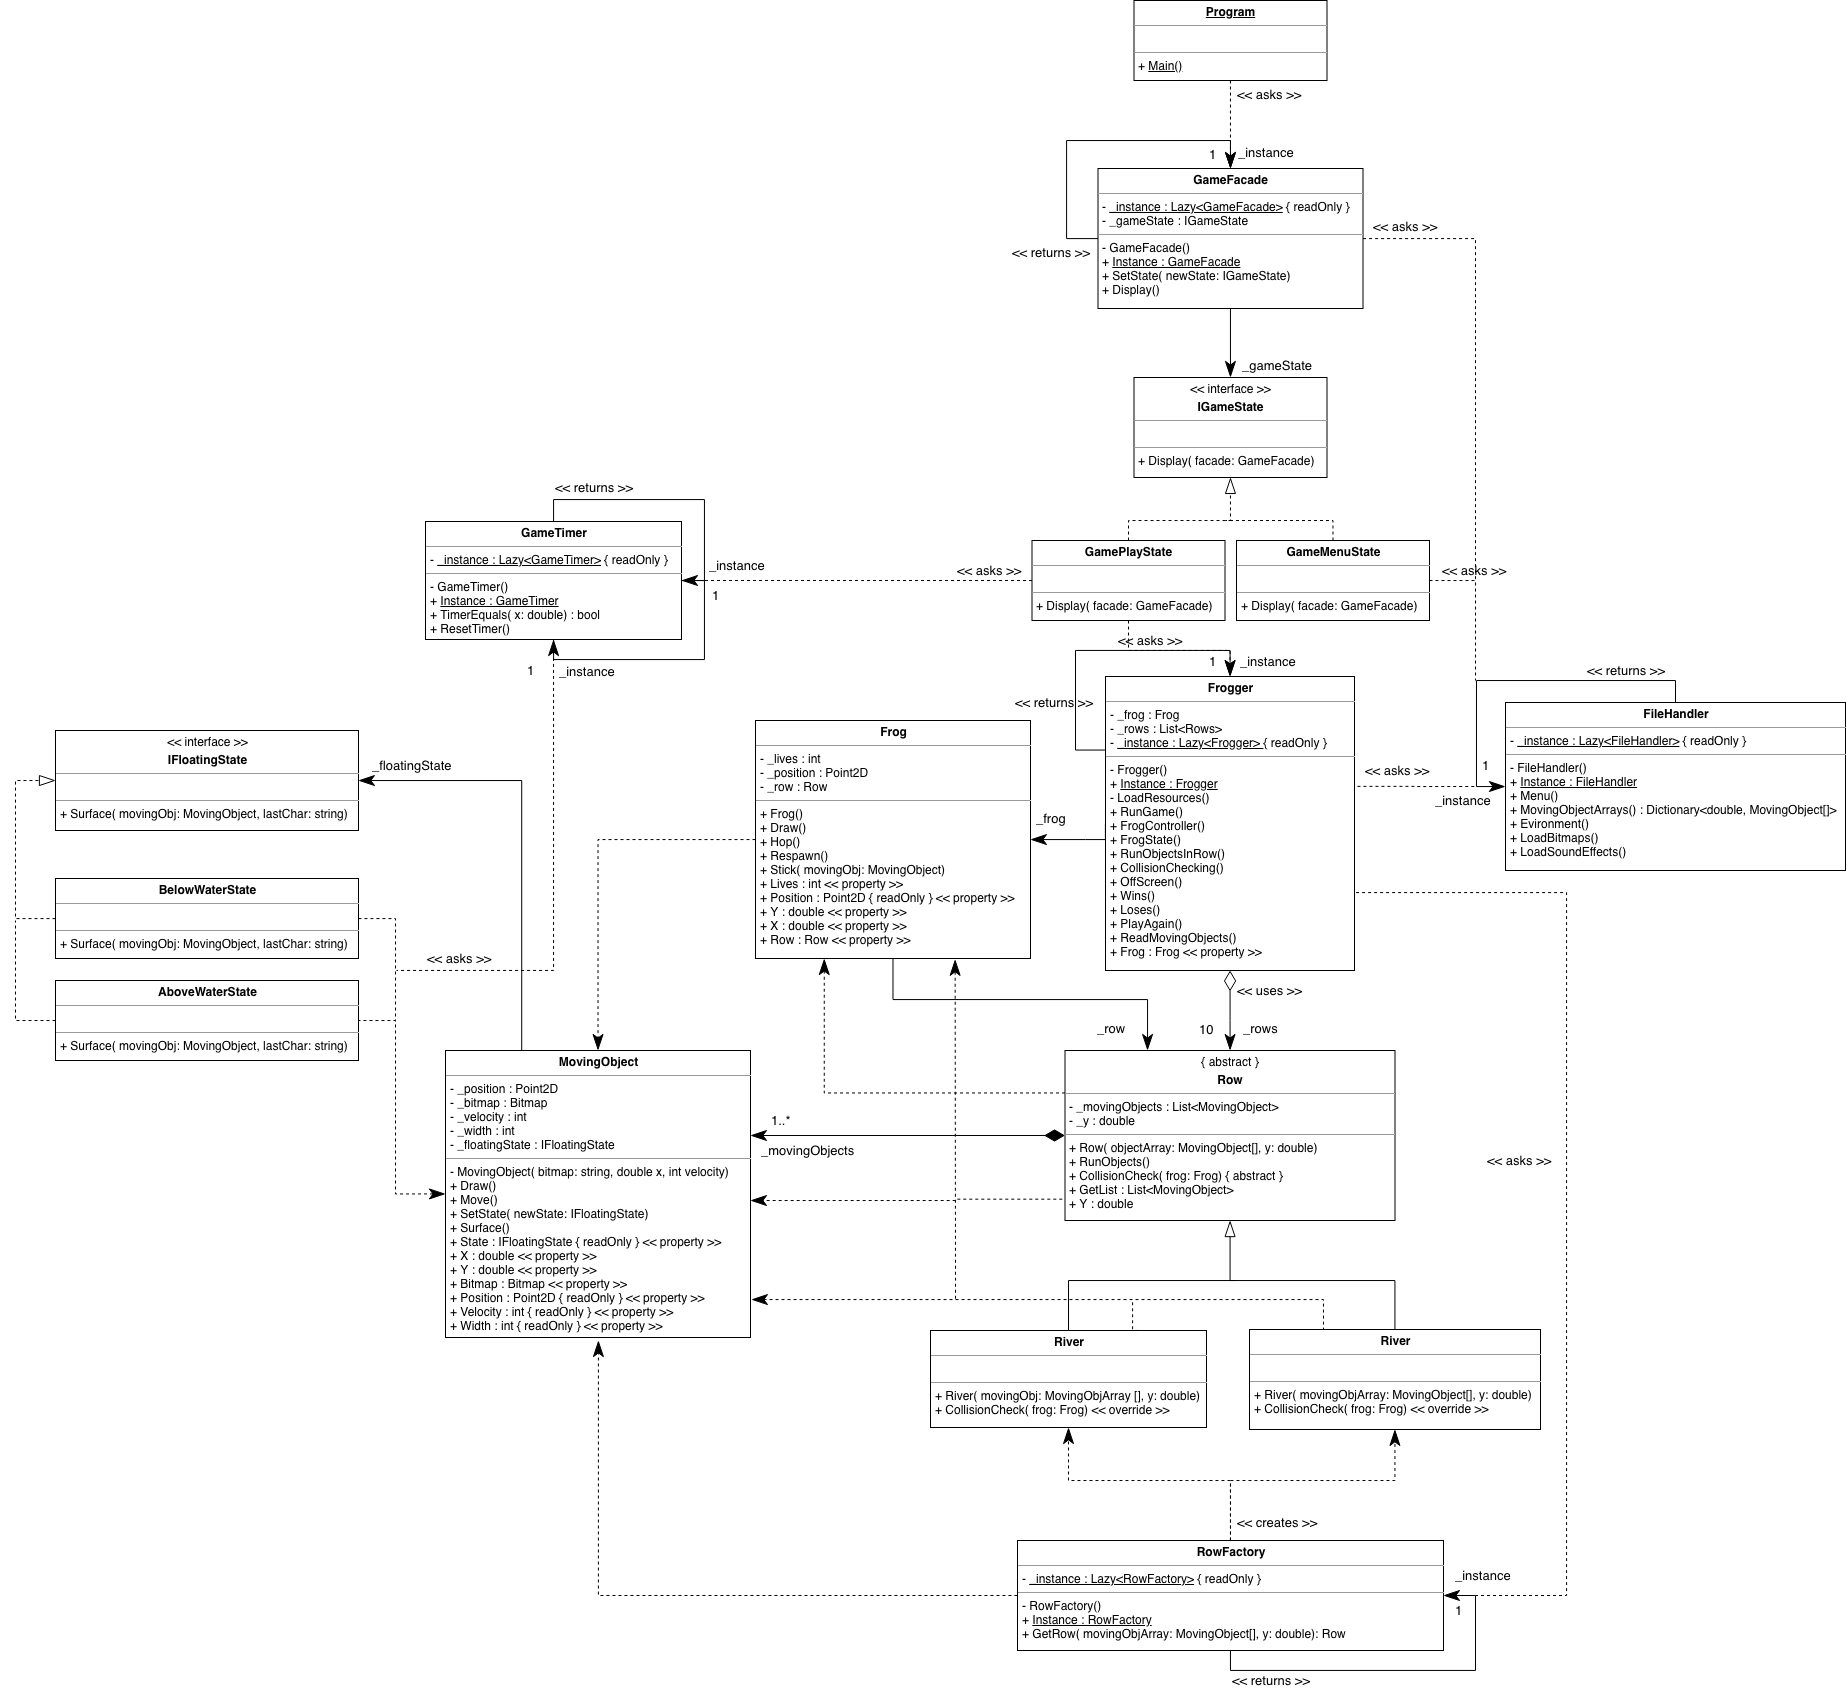 Program
+ Main()
<< asks >>
1
_instance
GameFacade
- _instance : Lazy<GameFacade> { readOnly }
- _gameState : IGameState
- GameFacade()
+ Instance : GameFacade
+ SetState( newState: IGameState)
+ Display()
<< returns >>
<< asks >>
_gameState
<< interface >>
IGameState
+ Display( facade: GameFacade)
<< returns >>
GameTimer
- _instance : Lazy<GameTimer> { readOnly }
- GameTimer()
+ Instance : GameTimer
+ TimerEquals( x: double) : bool
+ ResetTimer()
_instance
1
<< asks >>
1
_instance
GamePlayState
+ Display( facade: GameFacade)
GameMenuState
+ Display( facade: GameFacade)
<< asks >>
<< asks >>
1
_instance
<< returns >>
Frogger
- _frog : Frog
- _rows : List<Rows>
- _instance : Lazy<Frogger> { readOnly }
- Frogger()
+ Instance : Frogger
- LoadResources()
+ RunGame()
+ FrogController()
+ FrogState()
+ RunObjectsInRow()
+ CollisionChecking()
+ OffScreen()
+ Wins()
+ Loses()
+ PlayAgain()
+ ReadMovingObjects()
+ Frog : Frog << property >>
<< returns >>
FileHandler
- _instance : Lazy<FileHandler> { readOnly }
- FileHandler()
+ Instance : FileHandler
+ Menu()
+ MovingObjectArrays() : Dictionary<double, MovingObject[]>
+ Evironment()
+ LoadBitmaps()
+ LoadSoundEffects()
<< asks >>
1
_instance
<< interface >>
IFloatingState
+ Surface( movingObj: MovingObject, lastChar: string)
_floatingState
Frog
- _lives : int
- _position : Point2D
- _row : Row
+ Frog()
+ Draw()
+ Hop()
+ Respawn()
+ Stick( movingObj: MovingObject)
+ Lives : int << property >>
+ Position : Point2D { readOnly } << property >>
+ Y : double << property >>
+ X : double << property >>
+ Row : Row << property >>
_frog
BelowWaterState
+ Surface( movingObj: MovingObject, lastChar: string)
<< asks >>
AboveWaterState
+ Surface( movingObj: MovingObject, lastChar: string)
<< uses >>
_row
10
_rows
MovingObject
- _position : Point2D
- _bitmap : Bitmap
- _velocity : int
- _width : int
- _floatingState : IFloatingState
- MovingObject( bitmap: string, double x, int velocity)
+ Draw()
+ Move()
+ SetState( newState: IFloatingState)
+ Surface()
+ State : IFloatingState { readOnly } << property >>
+ X : double << property >>
+ Y : double << property >>
+ Bitmap : Bitmap << property >>
+ Position : Point2D { readOnly } << property >>
+ Velocity : int { readOnly } << property >>
+ Width : int { readOnly } << property >>
1..*
_movingObjects
{ abstract }
Row
- _movingObjects : List<MovingObject>
- _y : double
+ Row( objectArray: MovingObject[], y: double)
+ RunObjects()
+ CollisionCheck( frog: Frog) { abstract }
+ GetList : List<MovingObject>
+ Y : double
<< asks >>
River
+ River( movingObj: MovingObjArray [], y: double)
+ CollisionCheck( frog: Frog) << override >>
River
+ River( movingObjArray: MovingObject[], y: double)
+ CollisionCheck( frog: Frog) << override >>
<< creates >>
RowFactory
- _instance : Lazy<RowFactory> { readOnly }
- RowFactory()
+ Instance : RowFactory
+ GetRow( movingObjArray: MovingObject[], y: double): Row
_instance
1
<< returns >>